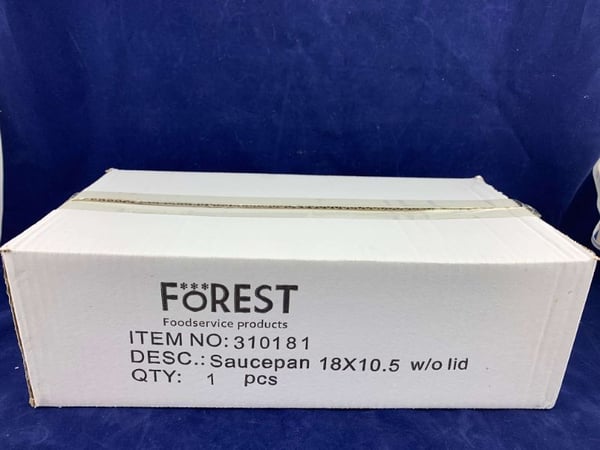 FOREST
Foodservice products
ITEM NO: 310181
DESC.: Saucepan 18X10.5 w/o lid
QTY: 1 pcs